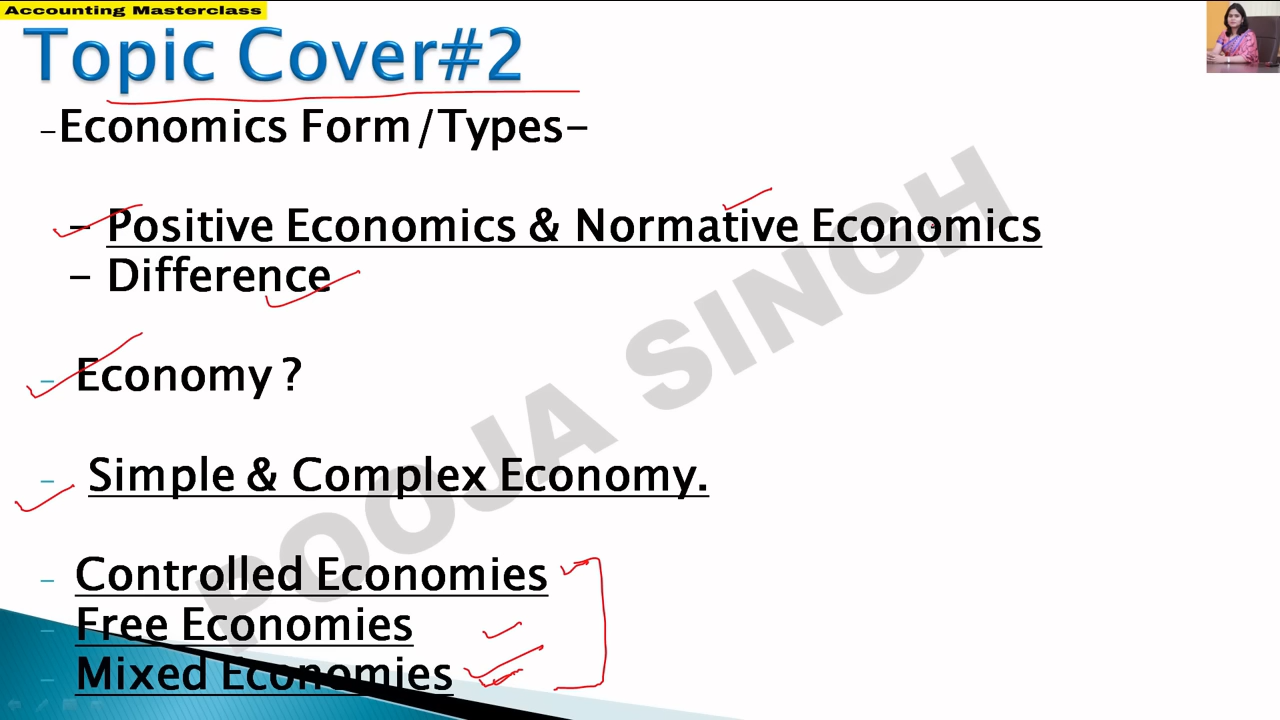 Accounting Masterclass
Topic Cover#2
-Economics Form/Types-
- Positive Economics & Normative Economics
- Difference
- Economy ?
- Simple & Complex Economy.
- Controlled Economies
- Free Economies
- Mixed Economies
POOJA SINGH